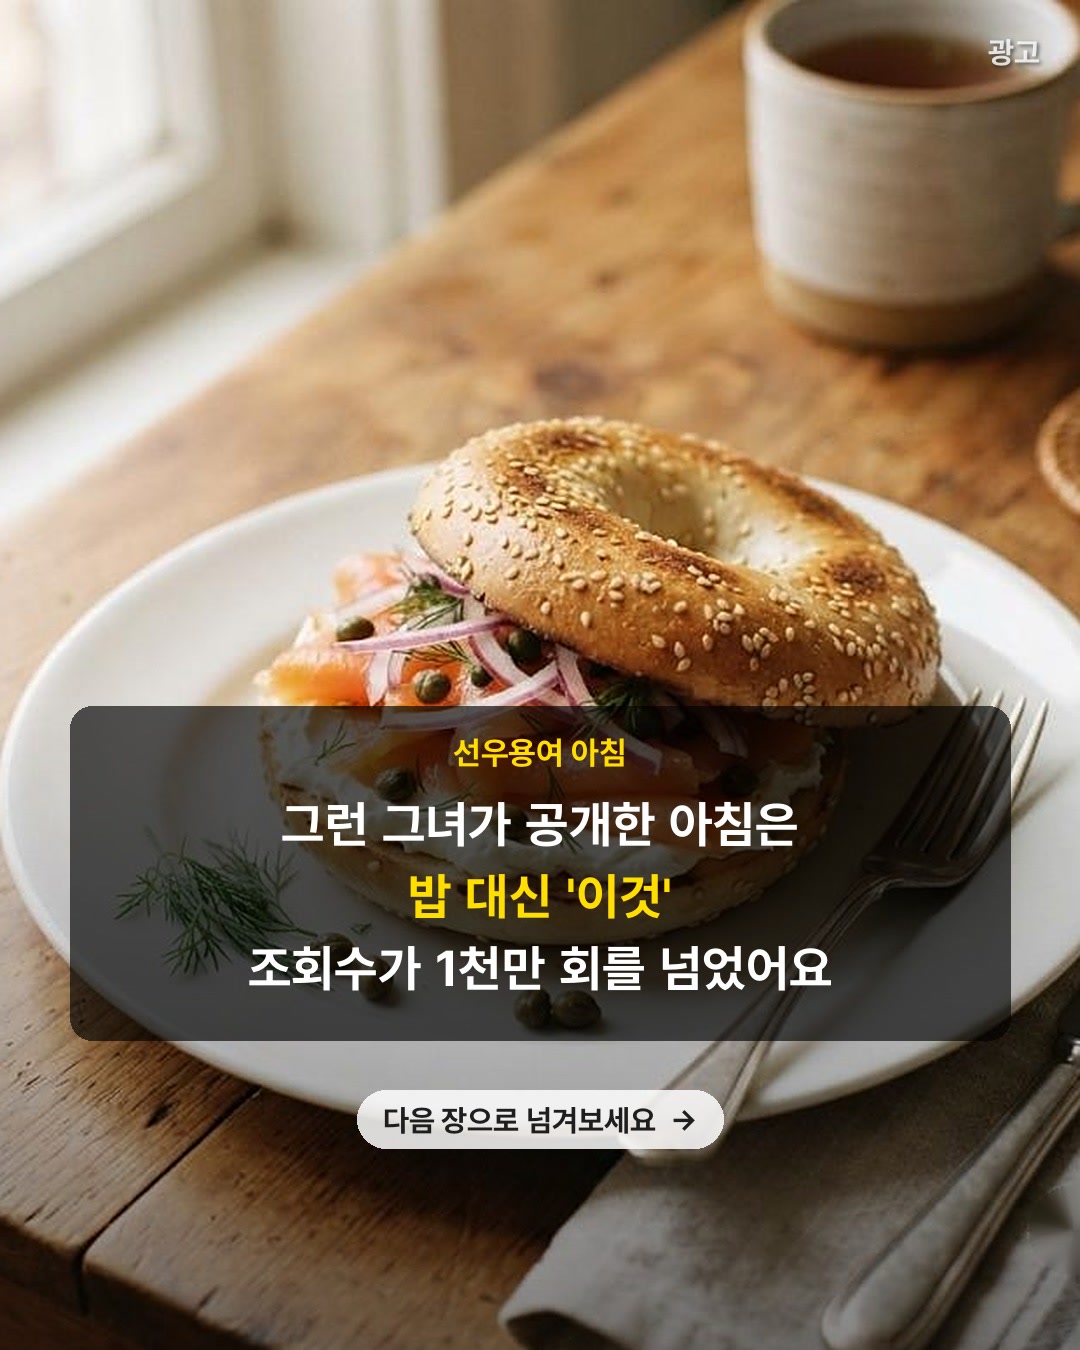 광고
선우용여 아침
그런 그녀가 공개한 아침은
밥 대신 '이것'
조회수가 1천만 회를 넘었어요
다음 장으로 넘겨보세요 →